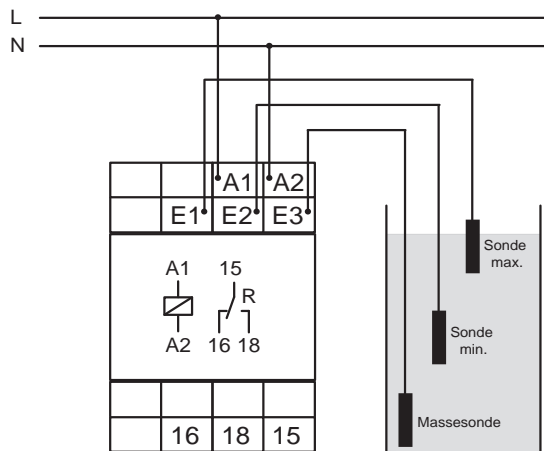 L
N
A1 A2
E1 E2 E3
Sonde
max.
A1 15
R
A2 16 18
Sonde
min.
Massesonde
16 18 15